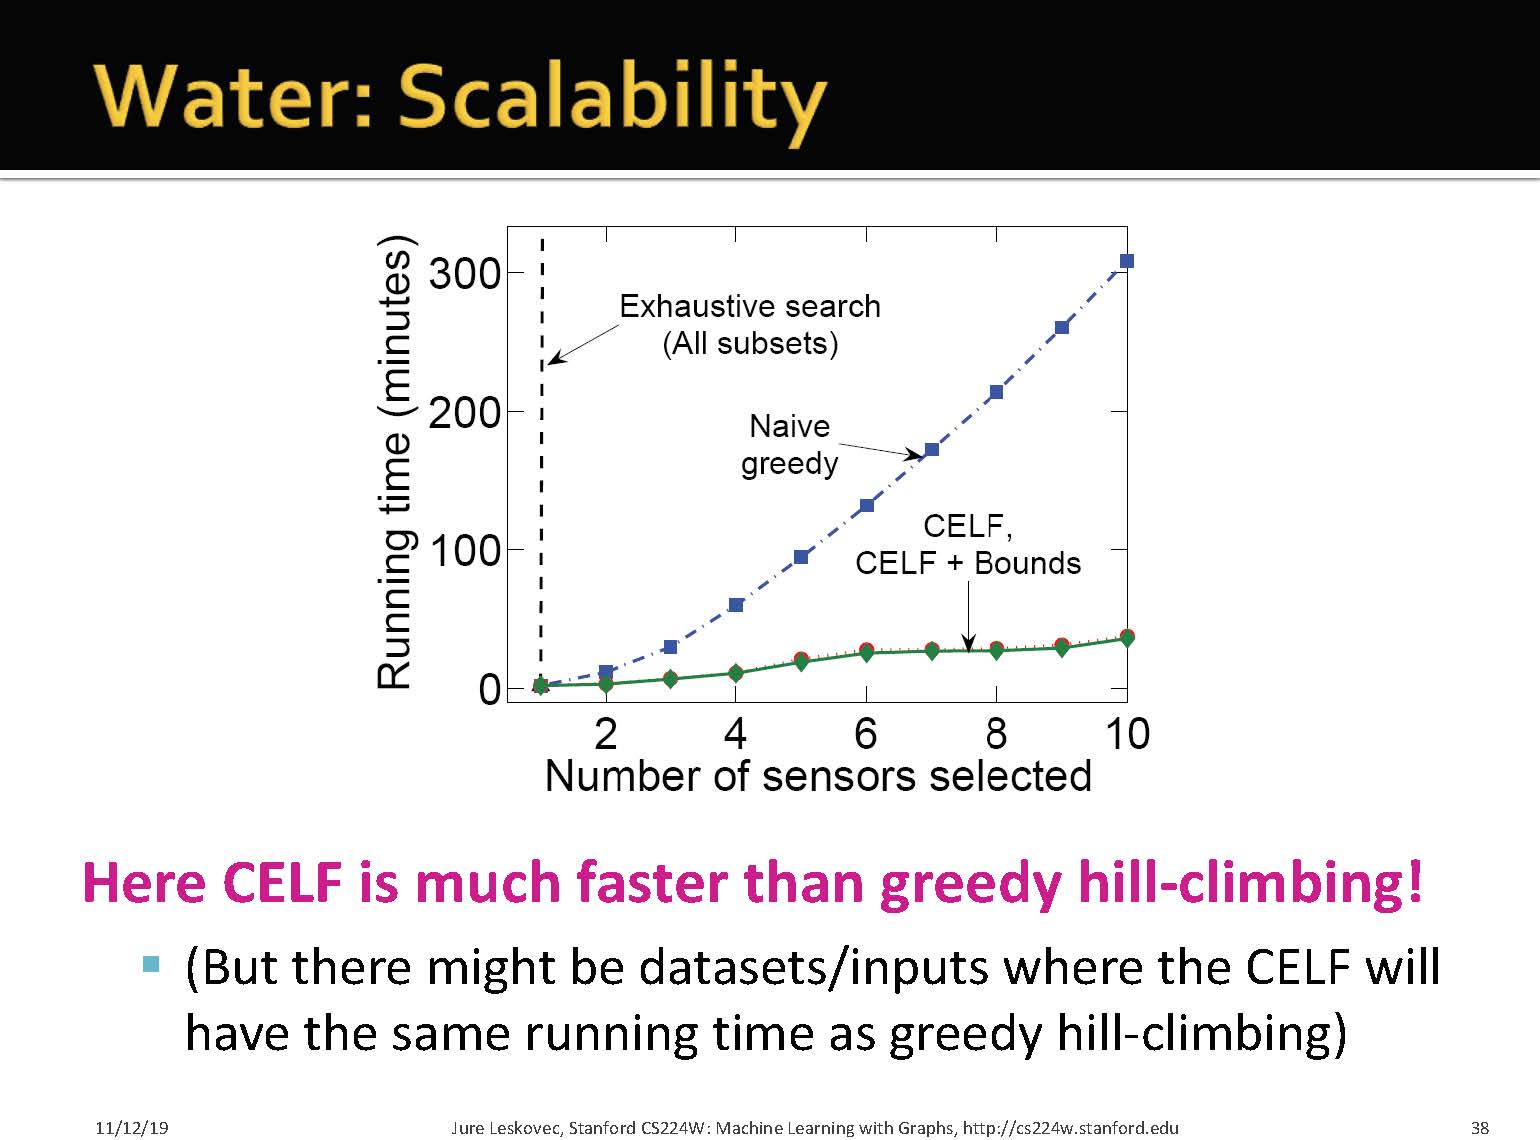 Water: Scalability
Running time (minutes)
300
200
100
0
Exhaustive search
(All subsets)
Naive
greedy
CELF,
CELF + Bounds
2 4 6 8 10
Number of sensors selected
Here CELF is much faster than greedy hill-climbing!
(But there might be datasets/inputs where the CELF will
have the same running time as greedy hill-climbing)
11/12/19 Jure Leskovec, Stanford CS224W: Machine Learning with Graphs, http://cs224w.stanford.edu 38